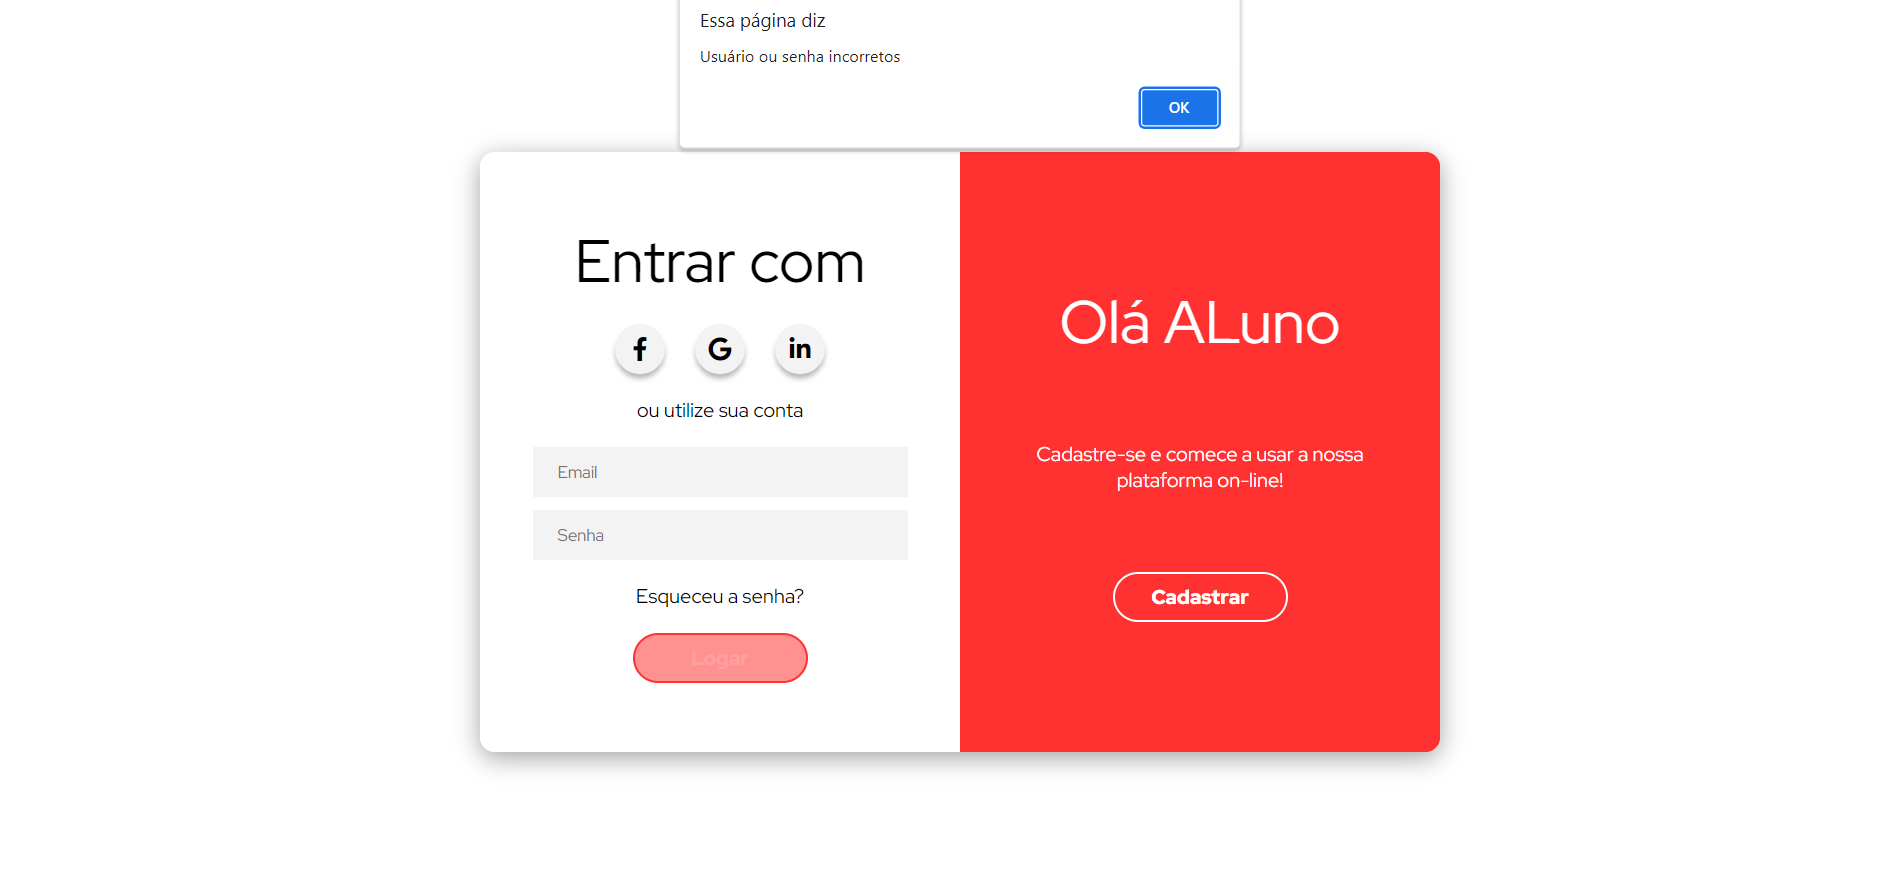 Essa página diz
Usuário ou senha incorretos
OK
Entrar com
ou utilize sua conta
Email
Senha
Esqueceu a senha?
Logar
Olá ALuno
Cadastre-se e comece a usar a nossa
plataforma on-line!
Cadastrar